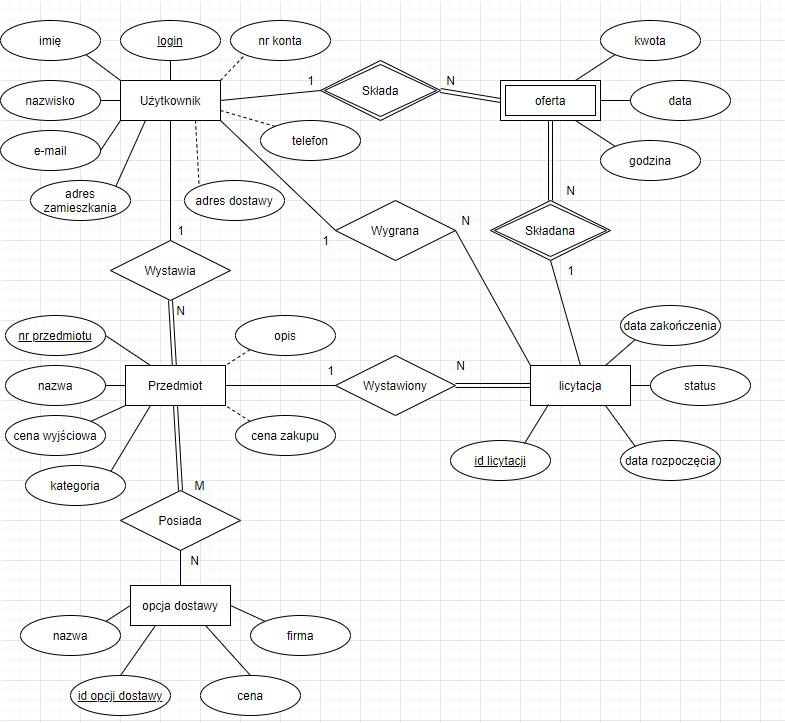 imię
login
nr konta
kwota
nazwisko
Użytkownik
1
Składa
N
oferta
data
e-mail
telefon
godzina
adres
zamieszkania
adres dostawy
N
1
Wystawia
N
1
Wygrana
N
Składana
1
nr przedmiotu
opis
data zakończenia
nazwa
Przedmiot
1
Wystawiony
N
licytacja
status
cena wyjściowa
cena zakupu
id licytacji
data rozpoczęcia
kategoria
M
Posiada
N
opcja dostawy
nazwa
firma
id opcji dostawy
cena